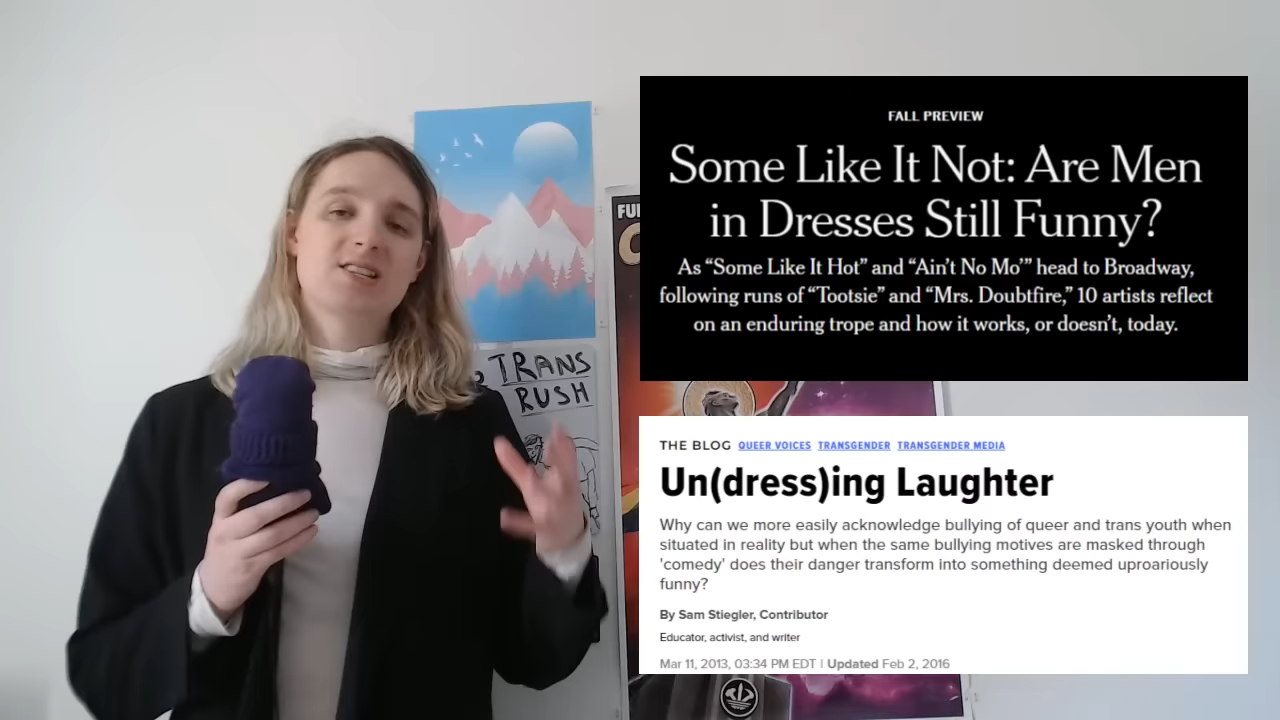 FALL PREVIEW
Some Like It Not: Are Men
in Dresses Still Funny?
As “Some Like It Hot” and “Ain’t No Mo’” head to Broadway,
following runs of “Tootsie” and “Mrs. Doubtfire,” 10 artists reflect
on an enduring trope and how it works, or doesn’t, today.
FU
TRANS
RUSH
THE BLOG QUEER VOICES TRANSGENDER TRANSGENDER MEDIA
Un(dress)ing Laughter
Why can we more easily acknowledge bullying of queer and trans youth when
situated in reality but when the same bullying motives are masked through
'comedy' does their danger transform into something deemed uproariously
funny?
By Sam Stiegler, Contributor
Educator, activist, and writer
Mar 11, 2013, 03:34 PM EDT | Updated Feb 2, 2016